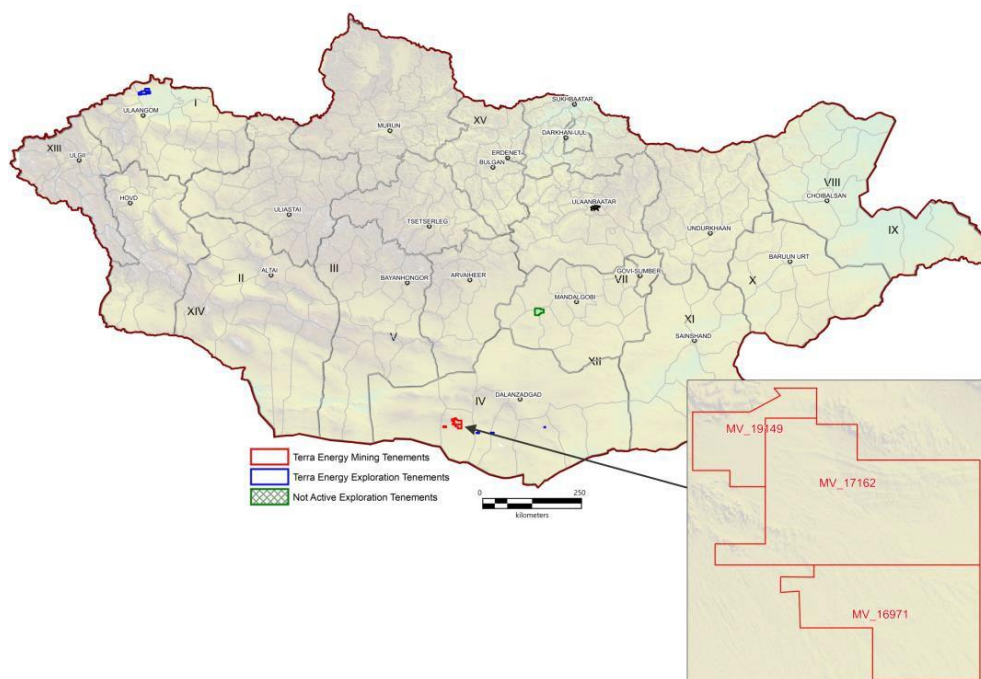 SUKHBAATAR
ULAANGOM
I
MURUN
XV
DARKHAN-UUL
XIII
ULGII
ERDENET
BULGAN
VIII
CHOIBALSAN
HOVD
ULIASTAI
TSETSERLEG
ULAANBAATAR
UNDURKHAAN
IX
ALTAI
II
III
BAYANHONGOR
ARVAIHEER
GOVI-SUMBER
VII
BARUUN URT
X
MANDALGOBI
XIV
XI
V
SAINSHAND
XII
IV
DALANZADGAD
MV_19149
MV_17162
MV_16971
Terra Energy Mining Tenements
Terra Energy Exploration Tenements
Not Active Exploration Tenements
0 250
kilometers